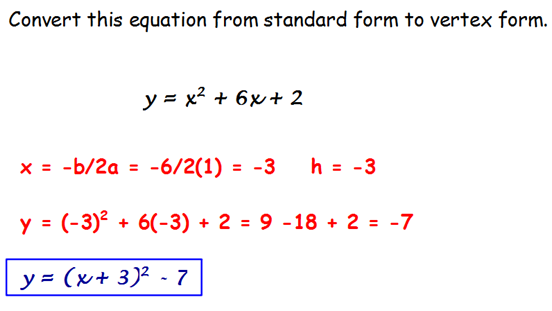 Convert this equation from standard form to vertex form.
y = x² + 6x + 2
x = -b/2a = -6/2(1) = -3 h = -3
y = (-3)² + 6(-3) + 2 = 9 -18 + 2 = -7
y = (x + 3)² - 7